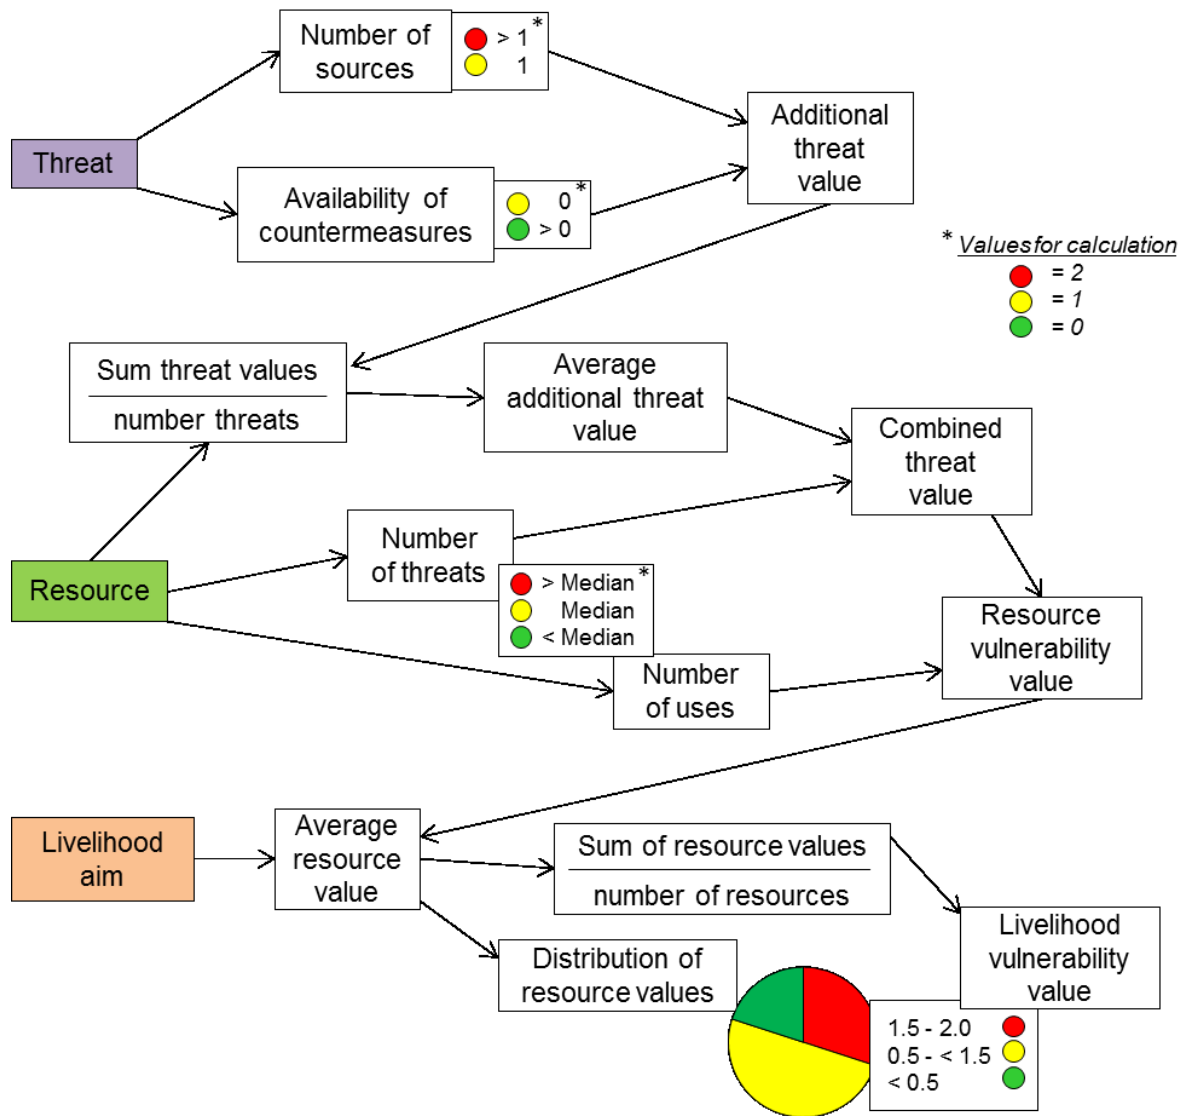 Number of
sources
> 1 *
1
Threat
Availability of
countermeasures
0 *
> 0
Additional
threat
value
* Values for calculation
= 2
= 1
= 0
Sum threat values
number threats
Average
additional threat
value
Combined
threat
value
Resource
Number
of threats
> Median *
Median
< Median
Number
of uses
Resource
vulnerability
value
Livelihood
aim
Average
resource
value
Sum of resource values
number of resources
Distribution of
resource values
Livelihood
vulnerability
value
1.5 - 2.0
0.5 - < 1.5
< 0.5